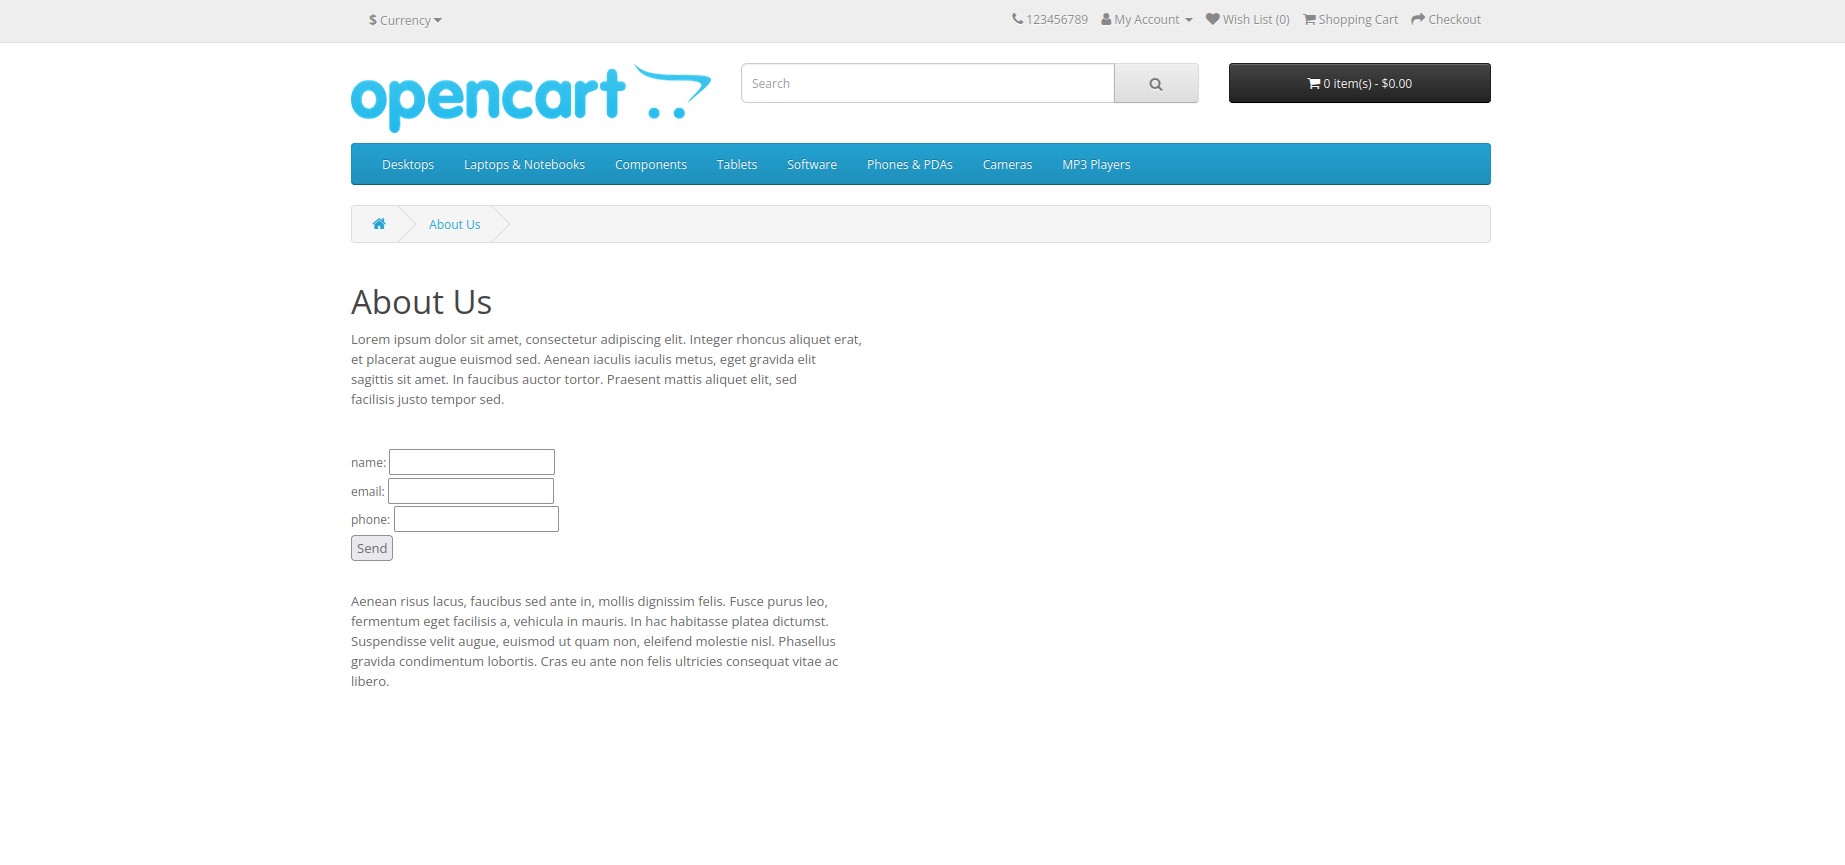 $ Currency
123456789 My Account Wish List (0) Shopping Cart Checkout
opencart
Search
0 item(s) - $0.00
Desktops Laptops & Notebooks Components Tablets Software Phones & PDAs Cameras MP3 Players
About Us
About Us
Lorem ipsum dolor sit amet, consectetur adipiscing elit. Integer rhoncus aliquet erat,
et placerat augue euismod sed. Aenean iaculis iaculis metus, eget gravida elit
sagittis sit amet. In faucibus auctor tortor. Praesent mattis aliquet elit, sed
facilisis justo tempor sed.
name:
email:
phone:
Send
Aenean risus lacus, faucibus sed ante in, mollis dignissim felis. Fusce purus leo,
fermentum eget facilisis a, vehicula in mauris. In hac habitasse platea dictumst.
Suspendisse velit augue, euismod ut quam non, eleifend molestie nisl. Phasellus
gravida condimentum lobortis. Cras eu ante non felis ultricies consequat vitae ac
libero.